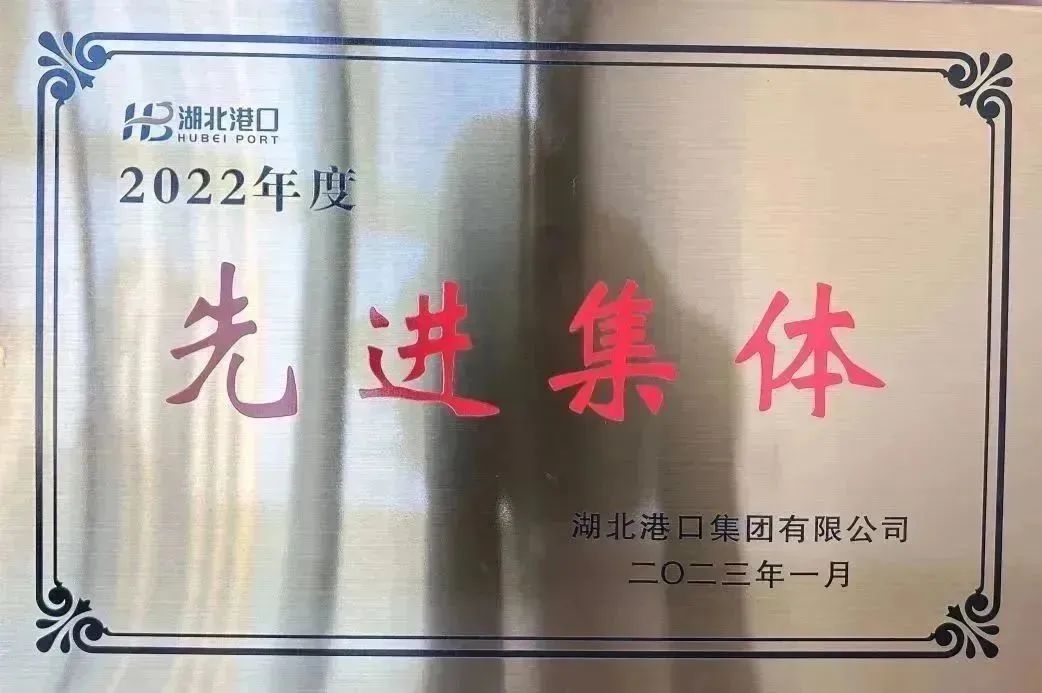 湖北港口
HUBEI PORT
2022年度
先进集体
湖北港口集团有限公司
二〇二三年一月